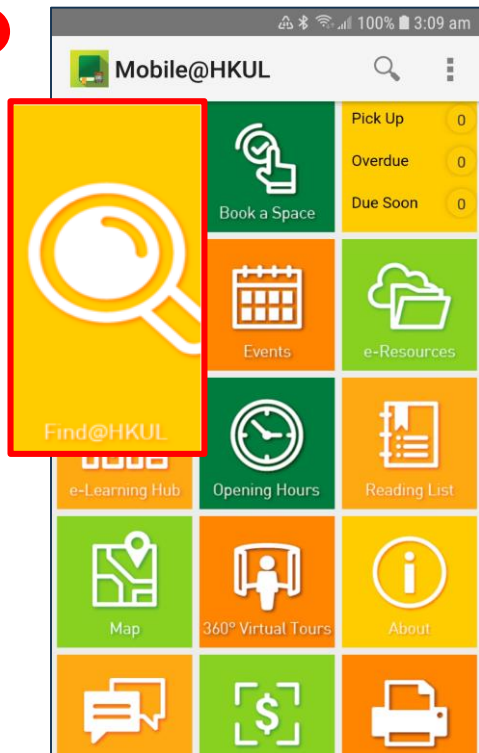 100% 3:09 am
Mobile@HKUL
Find@HKUL
Book a Space
Pick Up 0
Overdue 0
Due Soon 0
Events
e-Resources
e-Learning Hub
Opening Hours
Reading List
Map
360° Virtual Tours
About